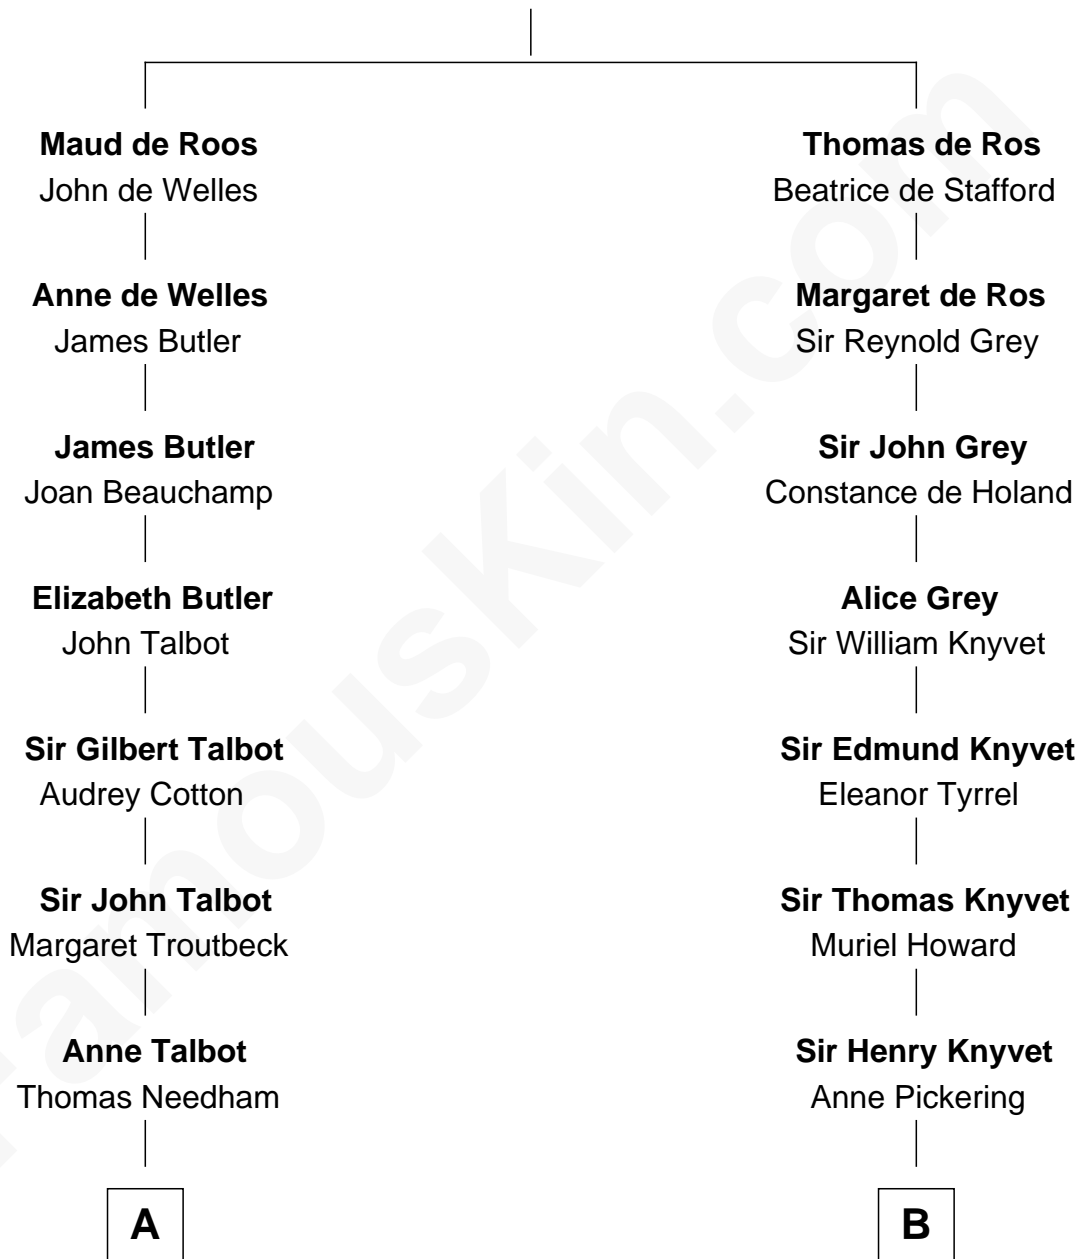 Maud de Roos
John de Welles
Thomas de Ros
Beatrice de Stafford
Anne de Welles
James Butler
Margaret de Ros
Sir Reynold Grey
James Butler
Joan Beauchamp
Sir John Grey
Constance de Holand
Elizabeth Butler
John Talbot
Alice Grey
Sir William Knyvet
Sir Gilbert Talbot
Audrey Cotton
Sir Edmund Knyvet
Eleanor Tyrrel
Sir John Talbot
Margaret Troutbeck
Sir Thomas Knyvet
Muriel Howard
Anne Talbot
Thomas Needham
Sir Henry Knyvet
Anne Pickering
A
B
FamousKin.com